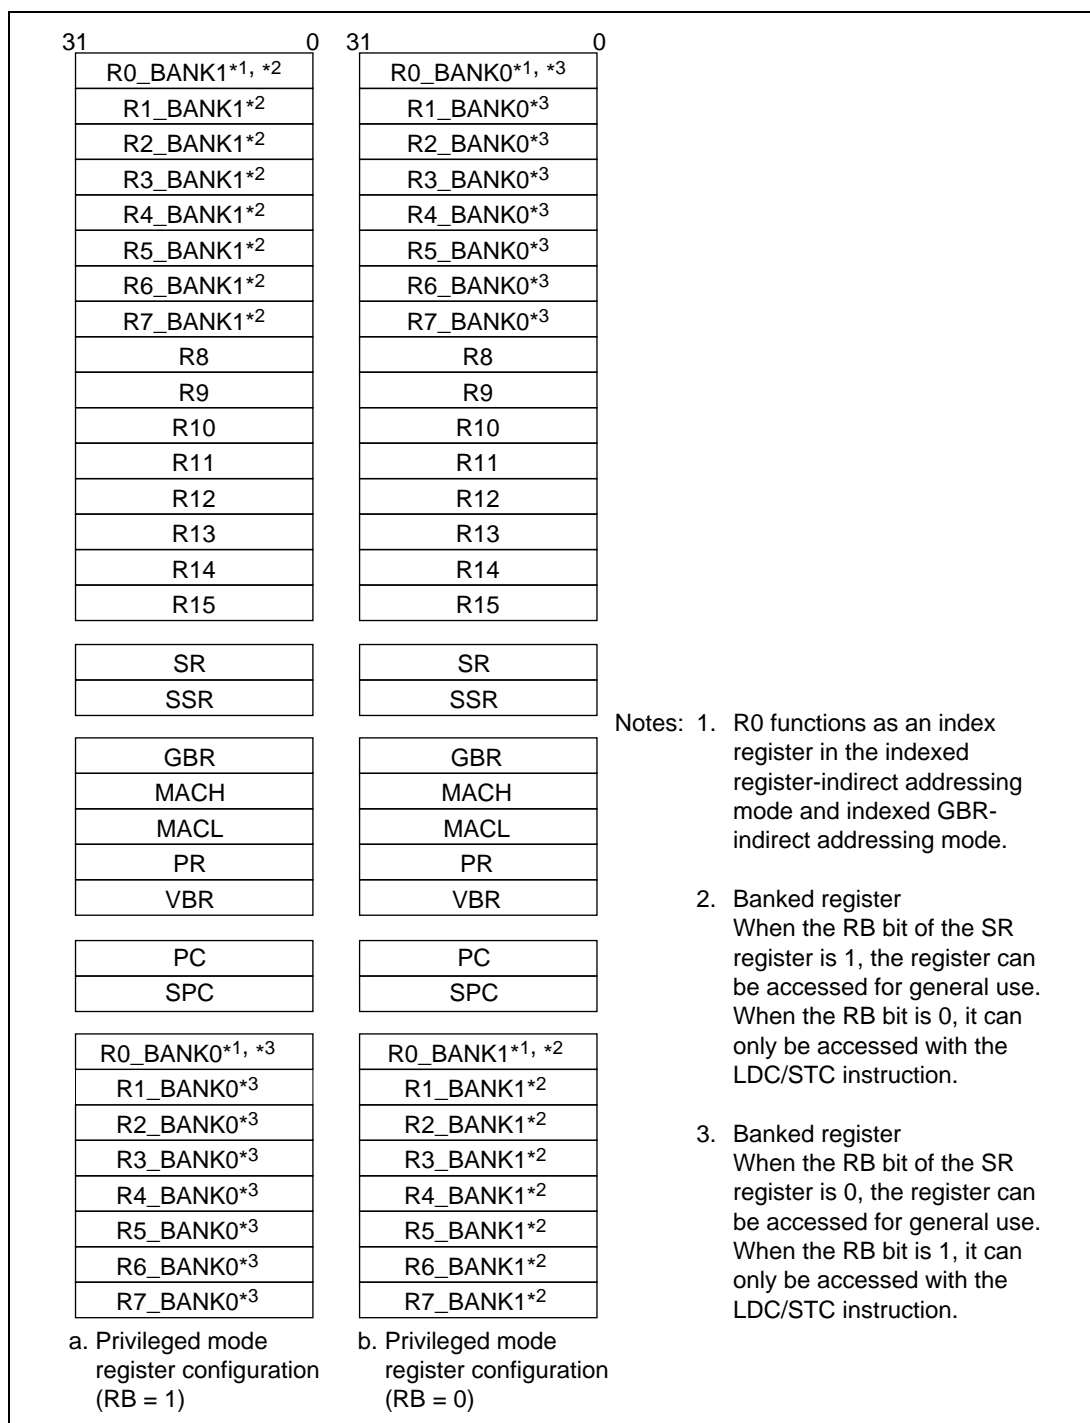 31 0 31 0
R0_BANK1*1, *2 R0_BANK0*1, *3
R1_BANK1*2 R1_BANK0*3
R2_BANK1*2 R2_BANK0*3
R3_BANK1*2 R3_BANK0*3
R4_BANK1*2 R4_BANK0*3
R5_BANK1*2 R5_BANK0*3
R6_BANK1*2 R6_BANK0*3
R7_BANK1*2 R7_BANK0*3
R8 R8
R9 R9
R10 R10
R11 R11
R12 R12
R13 R13
R14 R14
R15 R15
SR SR
SSR SSR
GBR GBR
MACH MACH
MACL MACL
PR PR
VBR VBR
PC PC
SPC SPC
R0_BANK0*1, *3 R0_BANK1*1, *2
R1_BANK0*3 R1_BANK1*2
R2_BANK0*3 R2_BANK1*2
R3_BANK0*3 R3_BANK1*2
R4_BANK0*3 R4_BANK1*2
R5_BANK0*3 R5_BANK1*2
R6_BANK0*3 R6_BANK1*2
R7_BANK0*3 R7_BANK1*2
a. Privileged mode
register configuration
(RB = 1)
b. Privileged mode
register configuration
(RB = 0)
Notes: 1. R0 functions as an index
register in the indexed
register-indirect addressing
mode and indexed GBR-
indirect addressing mode.
2. Banked register
When the RB bit of the SR
register is 1, the register can
be accessed for general use.
When the RB bit is 0, it can
only be accessed with the
LDC/STC instruction.
3. Banked register
When the RB bit of the SR
register is 0, the register can
be accessed for general use.
When the RB bit is 1, it can
only be accessed with the
LDC/STC instruction.